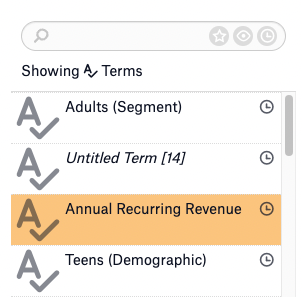 Showing Terms
Adults (Segment)
Untitled Term [14]
Annual Recurring Revenue
Teens (Demographic)